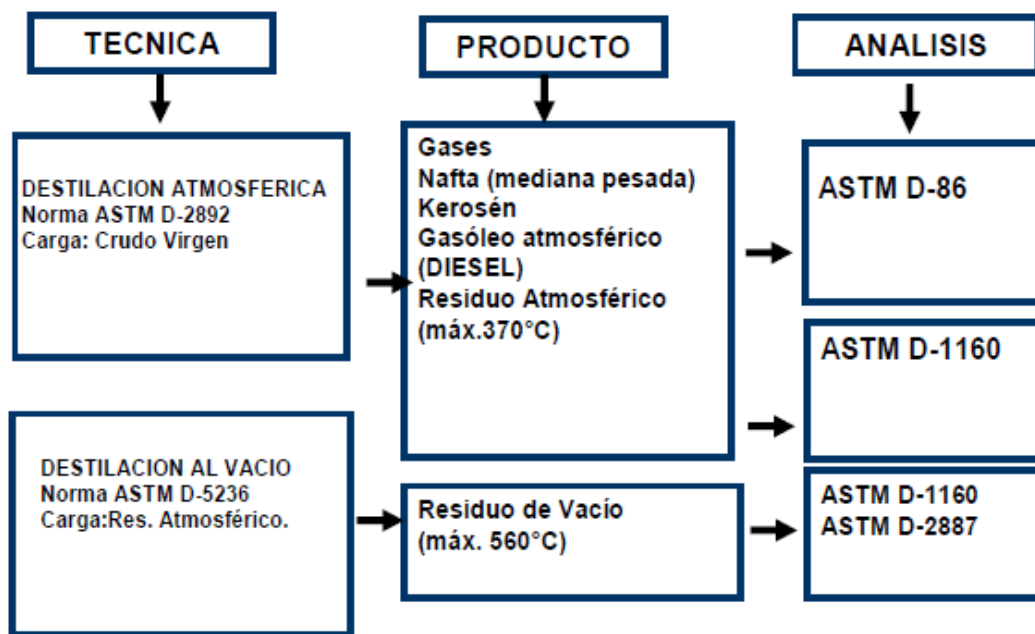 TECNICA
PRODUCTO
ANALISIS
DESTILACION ATMOSFERICA
Norma ASTM D-2892
Carga: Crudo Virgen
Gases
Nafta (mediana pesada)
Kerosén
Gasóleo atmosférico
(DIESEL)
Residuo Atmosférico
(máx.370°C)
ASTM D-86
ASTM D-1160
DESTILACION AL VACIO
Norma ASTM D-5236
Carga:Res. Atmosférico.
Residuo de Vacío
(máx. 560°C)
ASTM D-1160
ASTM D-2887